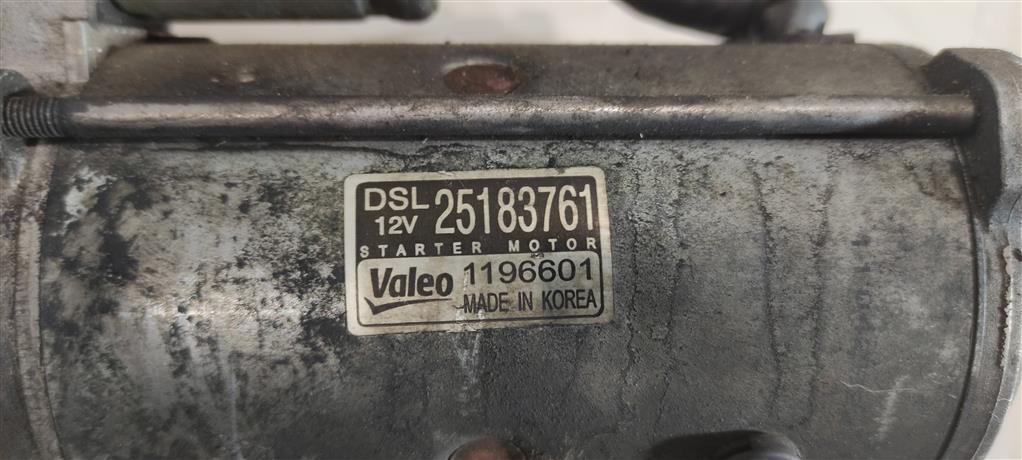 DSL 25183761
12V
STARTER MOTOR
Valeo 1196601
MADE IN KOREA